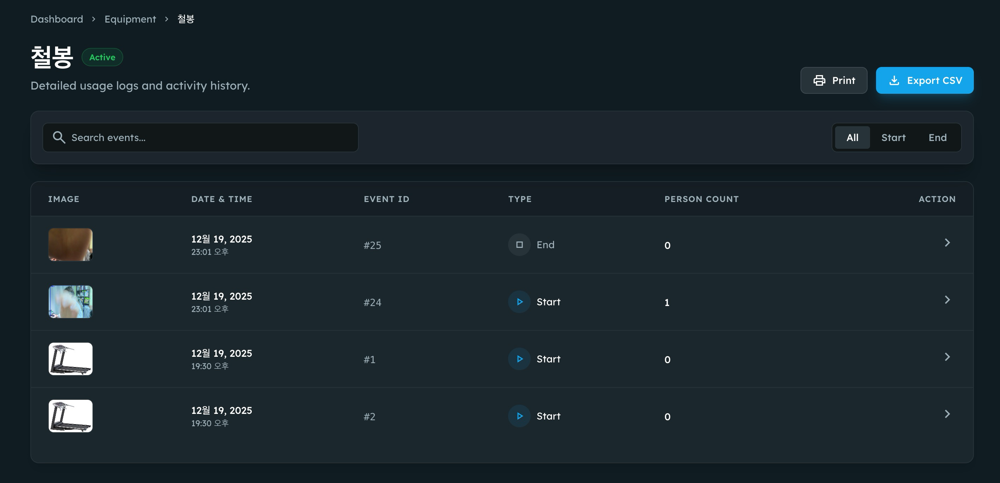 Dashboard > Equipment > 철봉
철봉 Active
Detailed usage logs and activity history.
Print
Export CSV
Search events...
All Start End
IMAGE DATE & TIME EVENT ID TYPE PERSON COUNT ACTION
12월 19, 2025
23:01 오후
#25 End 0
12월 19, 2025
23:01 오후
#24 Start 1
12월 19, 2025
19:30 오후
#1 Start 0
12월 19, 2025
19:30 오후
#2 Start 0